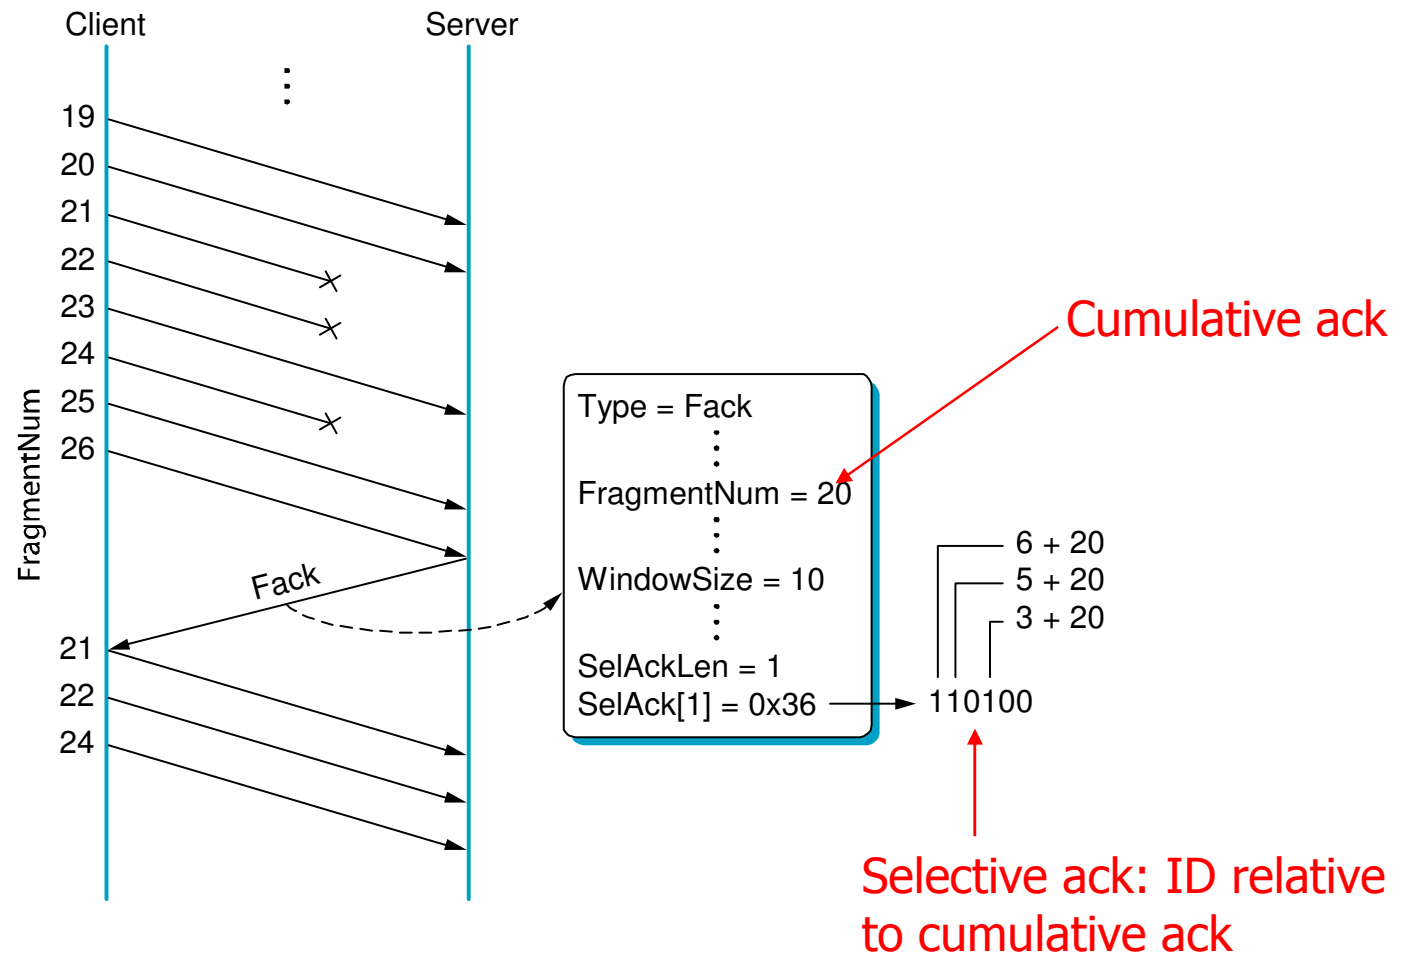 Client
Server
19
20
21
22
23
24
25
26
FragmentNum
Fack
21
22
24
Type = Fack
FragmentNum = 20
WindowSize = 10
SelAckLen = 1
SelAck[1] = 0x36
Cumulative ack
6 + 20
5 + 20
3 + 20
110100
Selective ack: ID relative
to cumulative ack